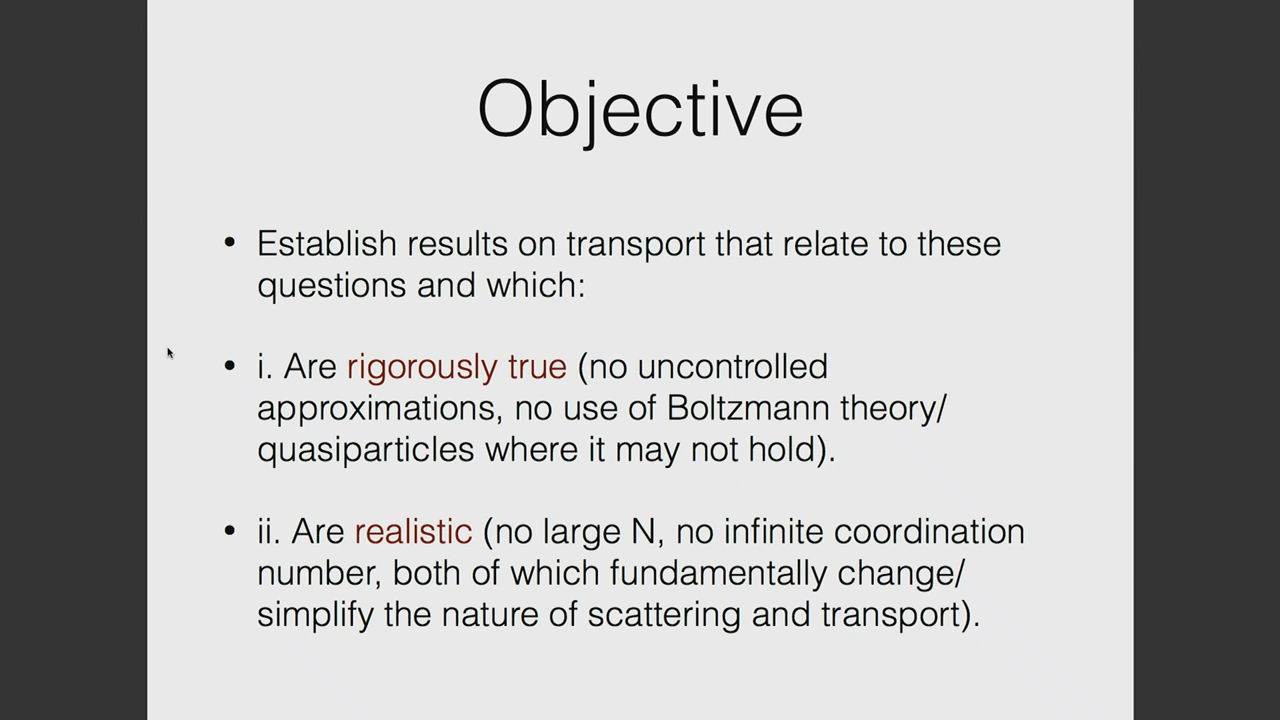 Objective
• Establish results on transport that relate to these
questions and which:
• i. Are rigorously true (no uncontrolled
approximations, no use of Boltzmann theory/
quasiparticles where it may not hold).
• ii. Are realistic (no large N, no infinite coordination
number, both of which fundamentally change/
simplify the nature of scattering and transport).